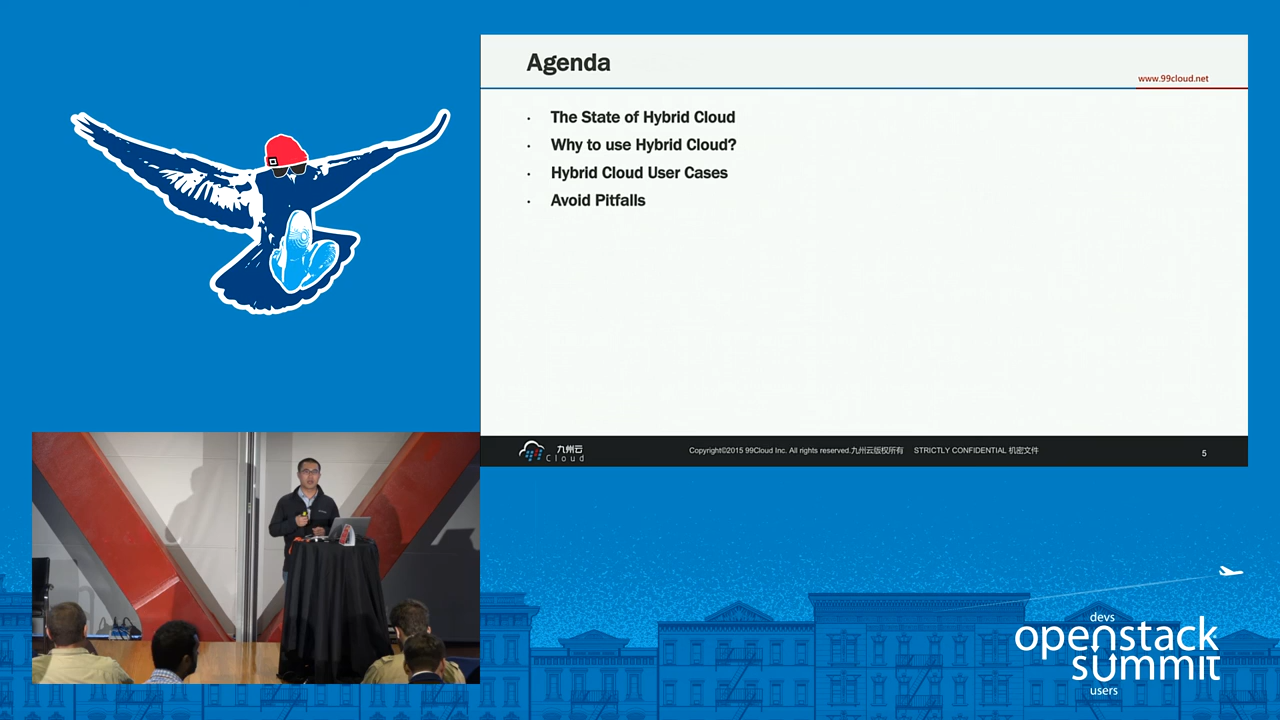 Agenda
www.99cloud.net
· The State of Hybrid Cloud
· Why to use Hybrid Cloud?
· Hybrid Cloud User Cases
· Avoid Pitfalls
九州云
Cloud
Copyright©2015 99Cloud Inc. All rights reserved.九州云版权所有 STRICTLY CONFIDENTIAL 机密文件
5
devs
openstack
summit
users